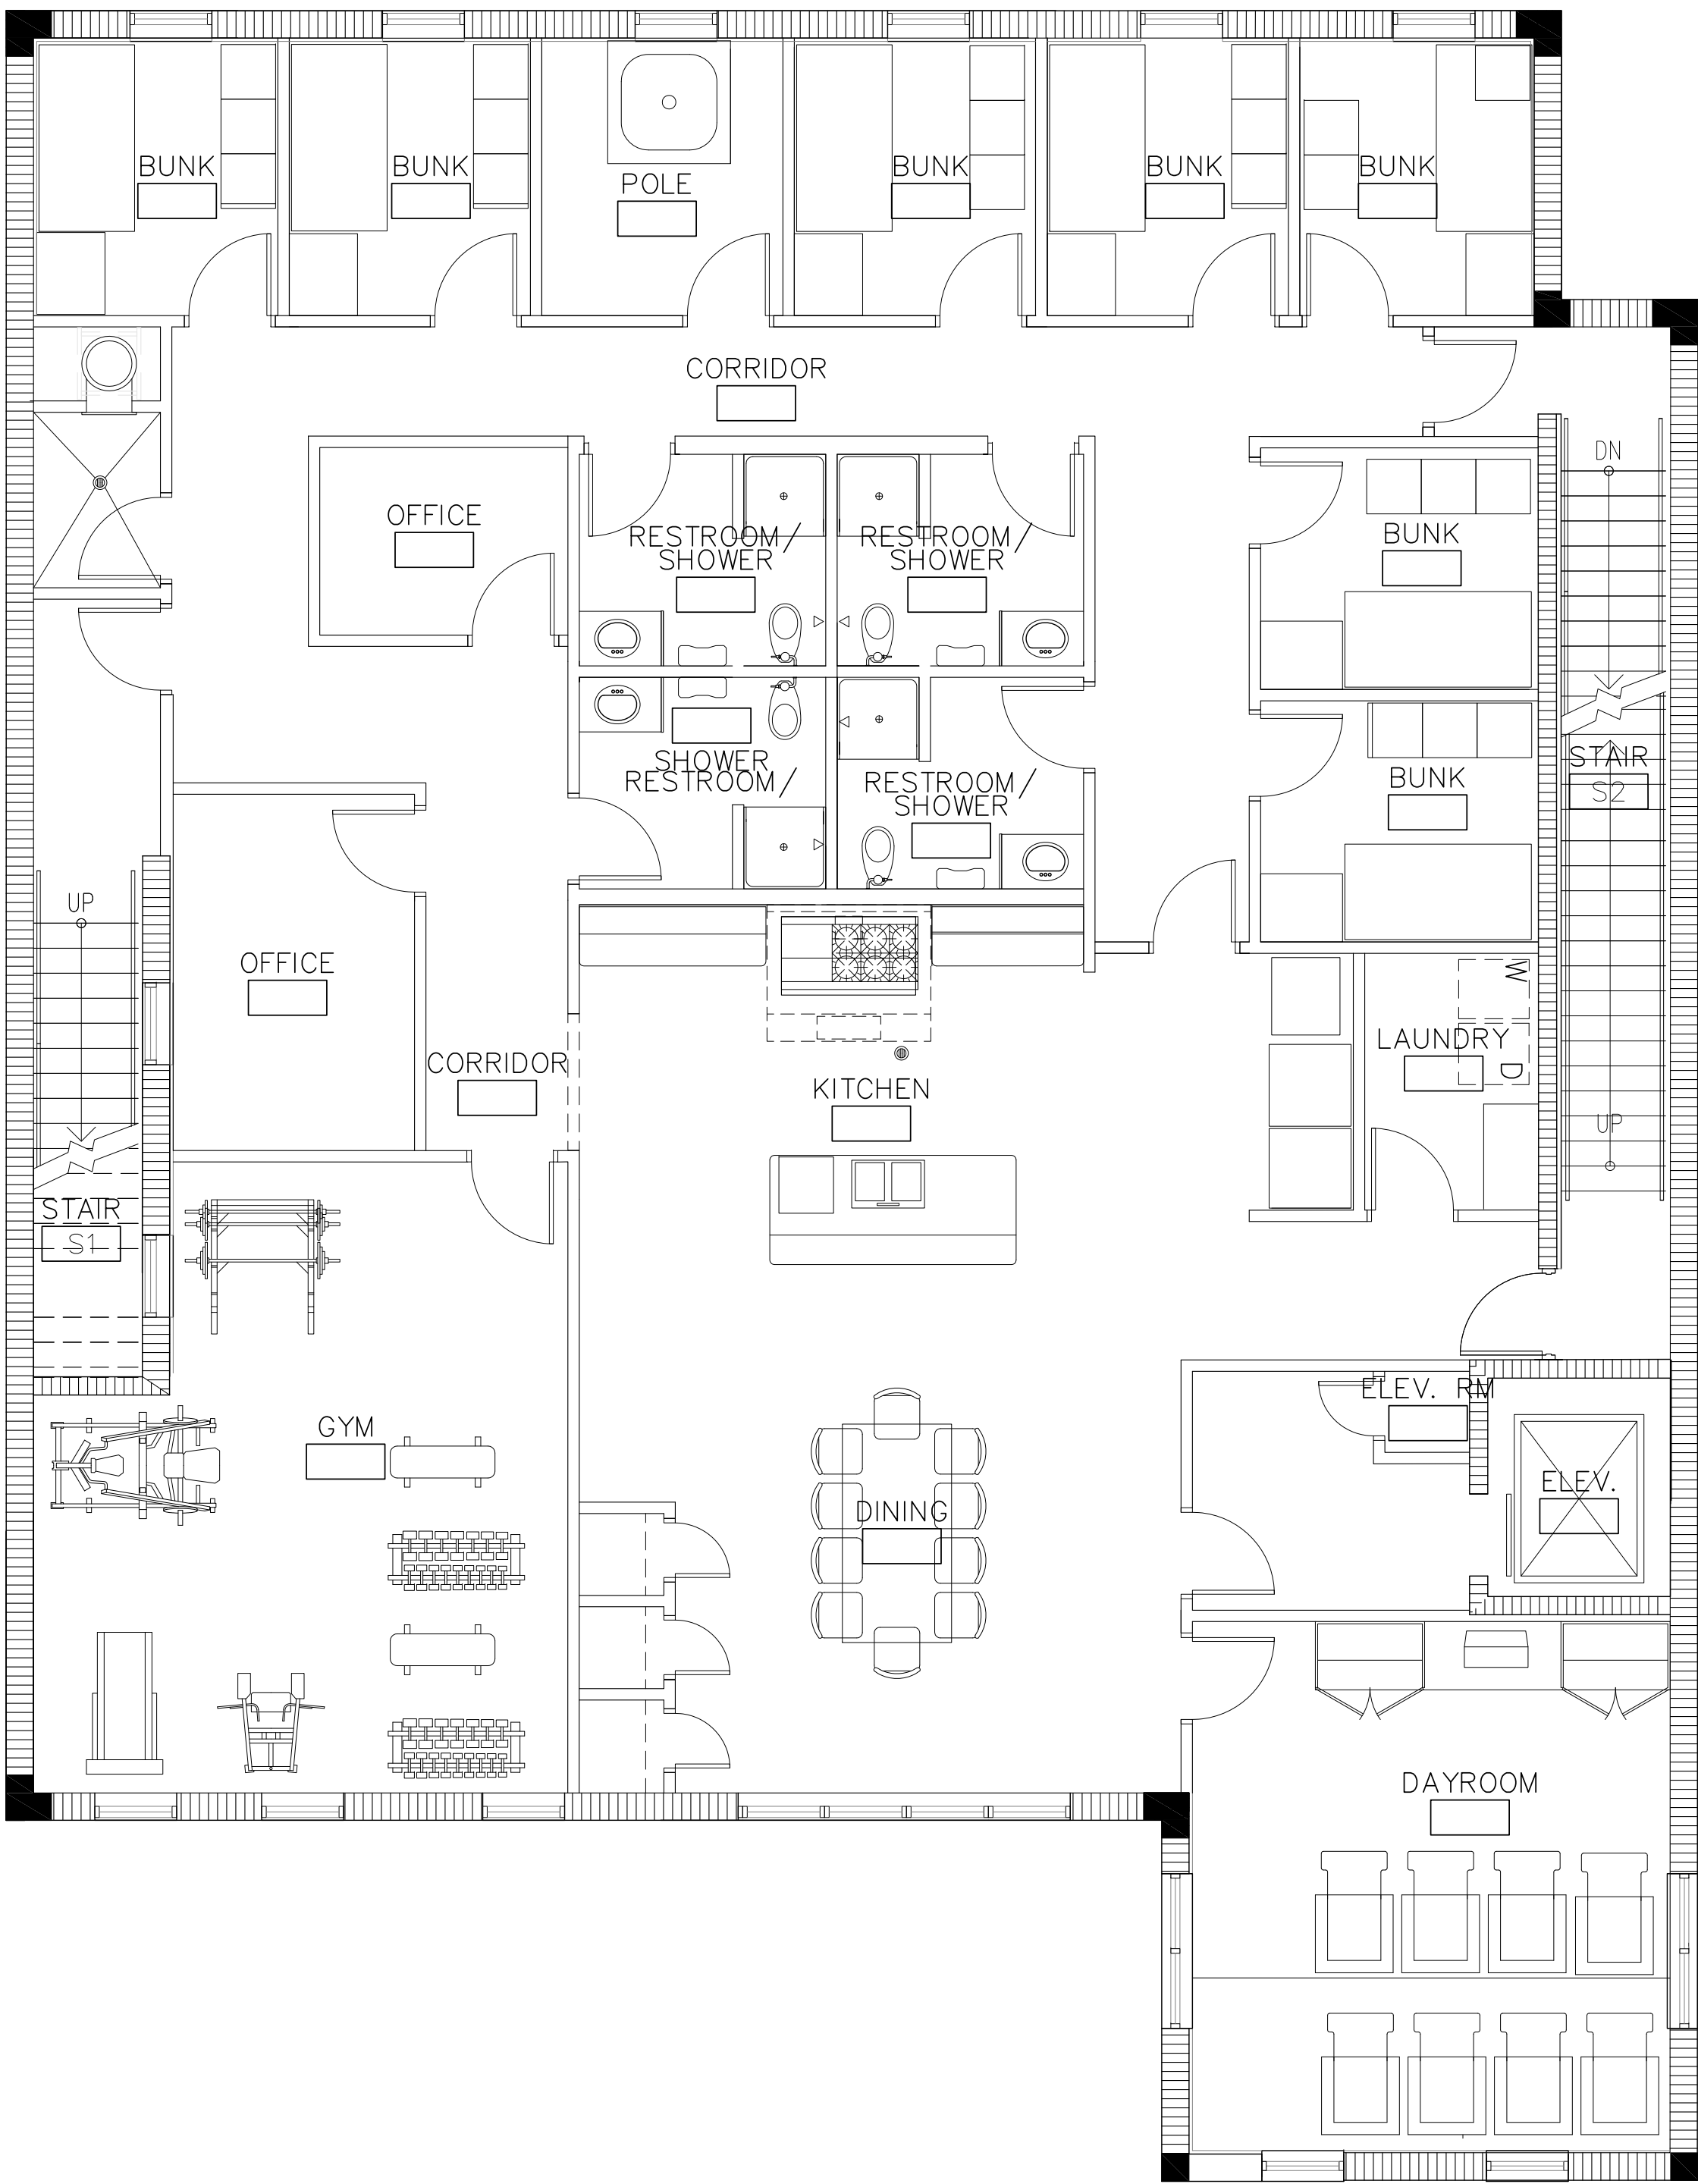 BUNK
BUNK
POLE
BUNK
BUNK
BUNK
CORRIDOR
DN
OFFICE
RESTROOM/
SHOWER
RESTROOM/
SHOWER
BUNK
SHOWER
RESTROOM/
RESTROOM/
SHOWER
BUNK
STAIR
S2
UP
OFFICE
CORRIDOR
KITCHEN
W
LAUNDRY
D
UP
STAIR
S1
GYM
DINING
ELEV. RM
ELEV.
DAYROOM